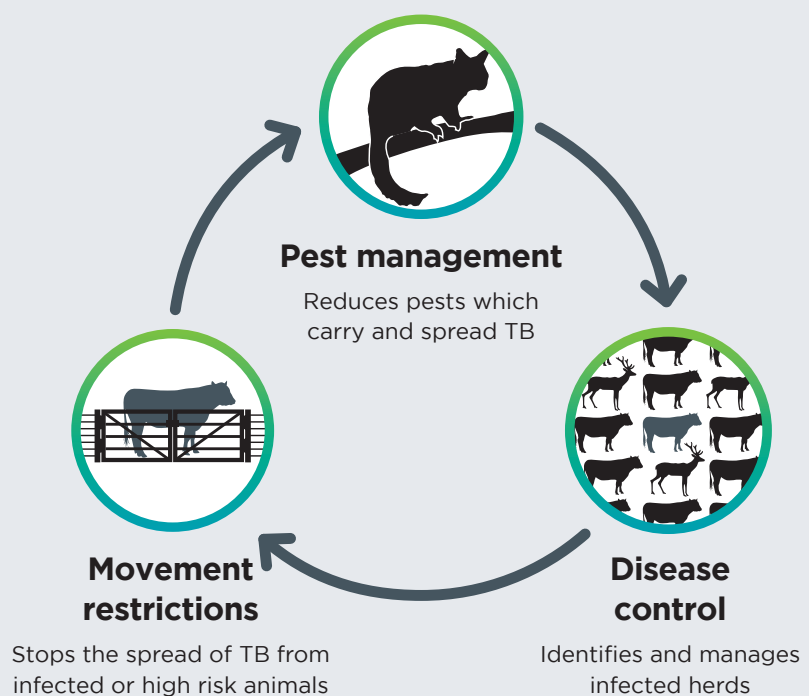 Pest management
Reduces pests which
carry and spread TB
Movement
restrictions
Stops the spread of TB from
infected or high risk animals
Disease
control
Identifies and manages
infected herds